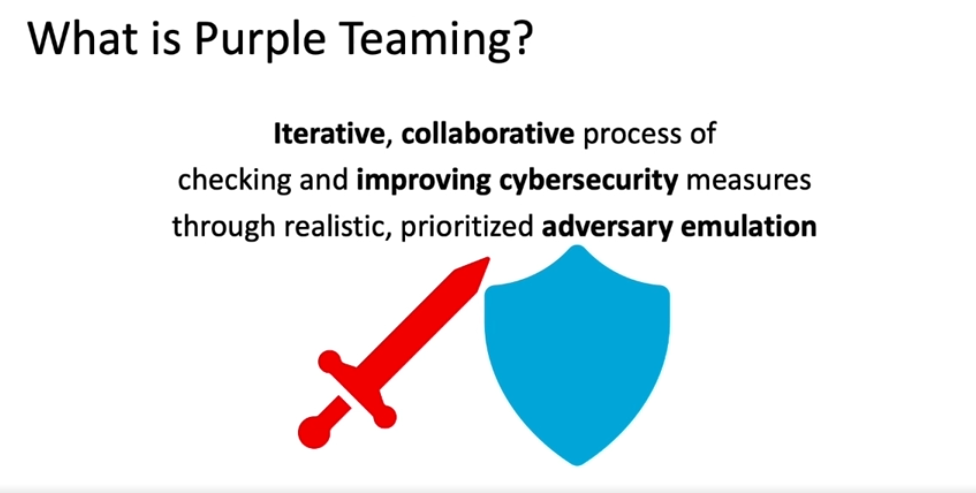 What is Purple Teaming?
Iterative, collaborative process of
checking and improving cybersecurity measures
through realistic, prioritized adversary emulation